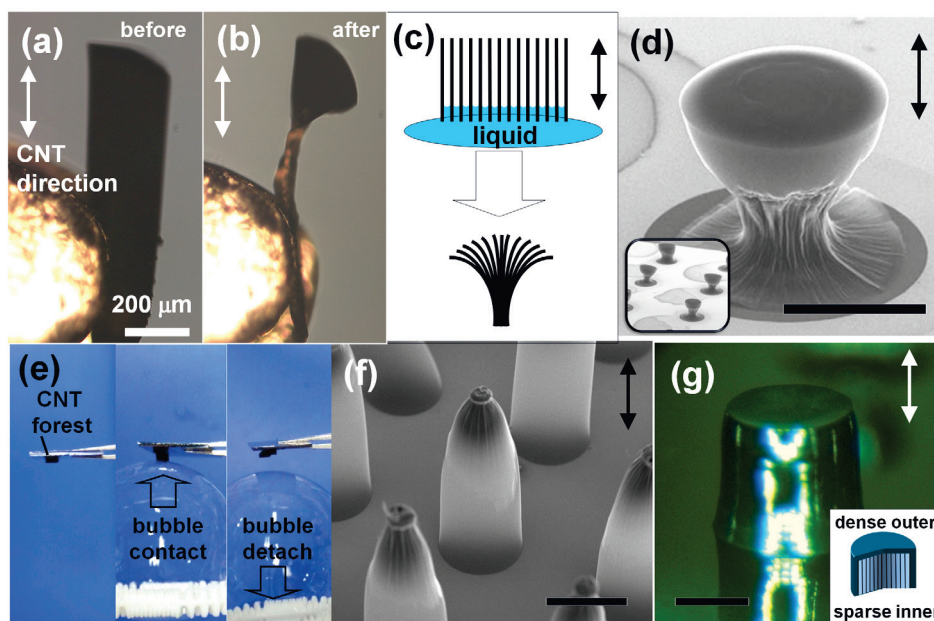 (a)
before
CNT
direction
200 μm
(b)
after
(c)
liquid
(d)
(e)
CNT
forest
bubble
contact
bubble
detach
(f)
(g)
dense outer
sparse inner